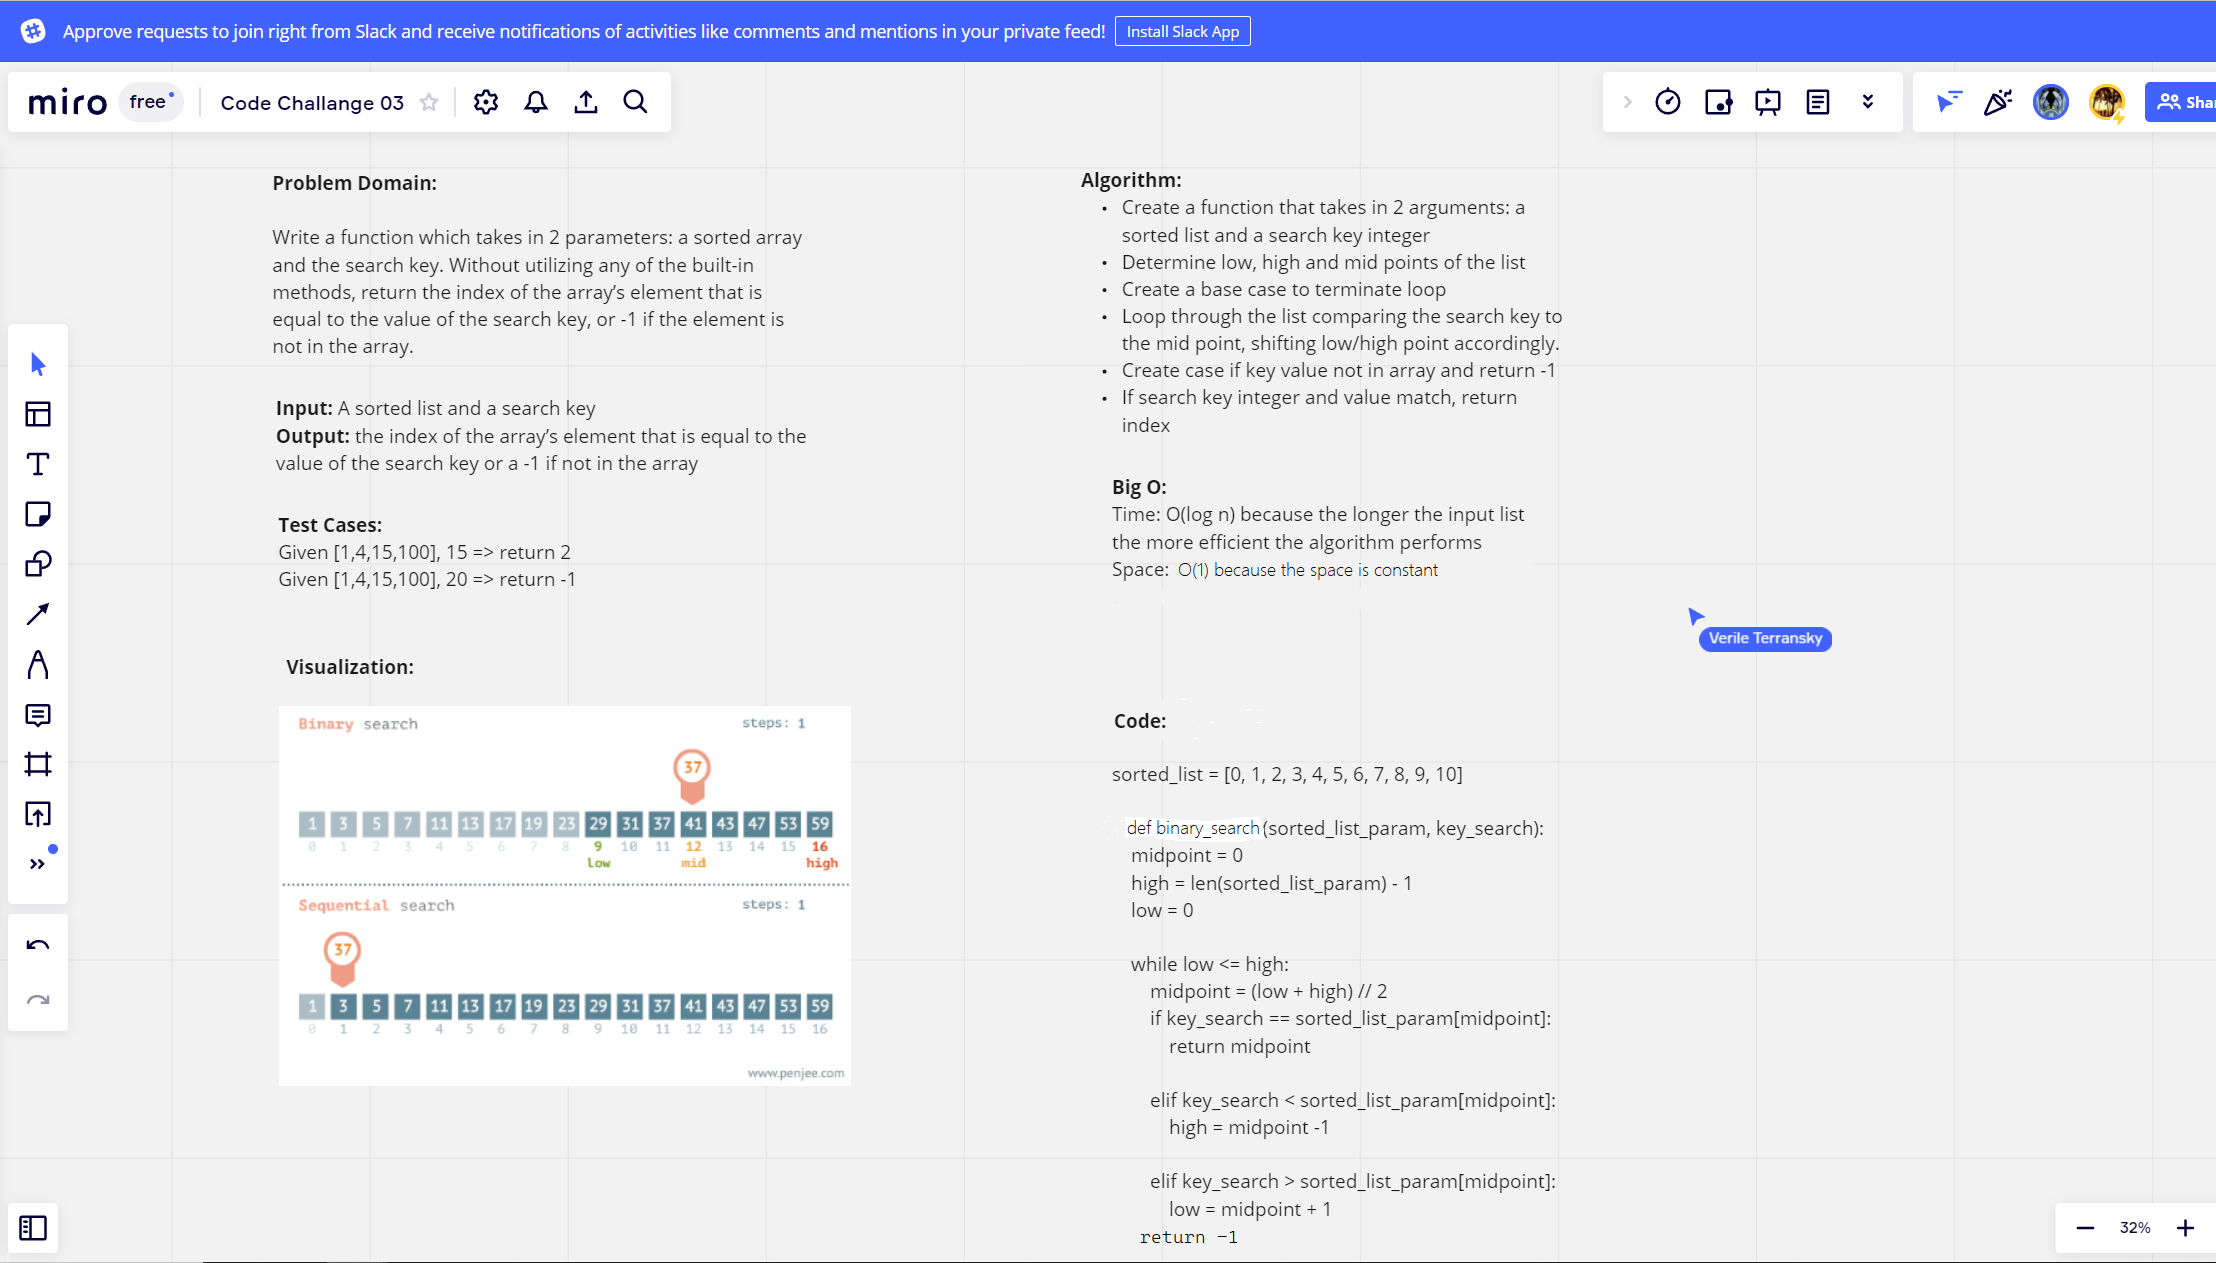 Approve requests to join right from Slack and receive notifications of activities like comments and mentions in your private feed! Install Slack App
miro free Code Challange 03
Problem Domain:
Write a function which takes in 2 parameters: a sorted array
and the search key. Without utilizing any of the built-in
methods, return the index of the array's element that is
equal to the value of the search key, or -1 if the element is
not in the array.
Input: A sorted list and a search key
Output: the index of the array's element that is equal to the
value of the search key or a -1 if not in the array
Test Cases:
Given [1,4,15,100], 15 => return 2
Given [1,4,15,100], 20 => return -1
Visualization:
Binary search steps: 1
37
1 3 5 7 11 13 17 19 23 29 31 37 41 43 47 53 59
0 1 2 3 4 5 6 7 8 9 10 11 12 13 14 15 16
low mid high
Sequential search steps: 1
37
1 3 5 7 11 13 17 19 23 29 31 37 41 43 47 53 59
0 1 2 3 4 5 6 7 8 9 10 11 12 13 14 15 16
www.penjee.com
Algorithm:
• Create a function that takes in 2 arguments: a
sorted list and a search key integer
• Determine low, high and mid points of the list
• Create a base case to terminate loop
• Loop through the list comparing the search key to
the mid point, shifting low/high point accordingly.
• Create case if key value not in array and return -1
• If search key integer and value match, return
index
Big O:
Time: O(log n) because the longer the input list
the more efficient the algorithm performs
Space: O(1) because the space is constant
Verile Terransky
Code:
sorted_list = [0, 1, 2, 3, 4, 5, 6, 7, 8, 9, 10]
def binary_search(sorted_list_param, key_search):
midpoint = 0
high = len(sorted_list_param) - 1
low = 0
while low <= high:
midpoint = (low + high) // 2
if key_search == sorted_list_param[midpoint]:
return midpoint
elif key_search < sorted_list_param[midpoint]:
high = midpoint -1
elif key_search > sorted_list_param[midpoint]:
low = midpoint + 1
return -1
Sha
32%